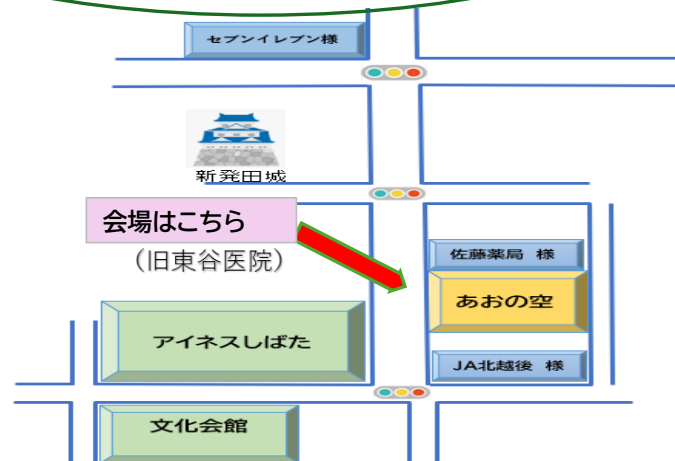 セブンイレブン様
新発田城
会場はこちら
（旧東谷医院）
佐藤薬局 様
あおの空
アイネスしばた
JA北越後 様
文化会館